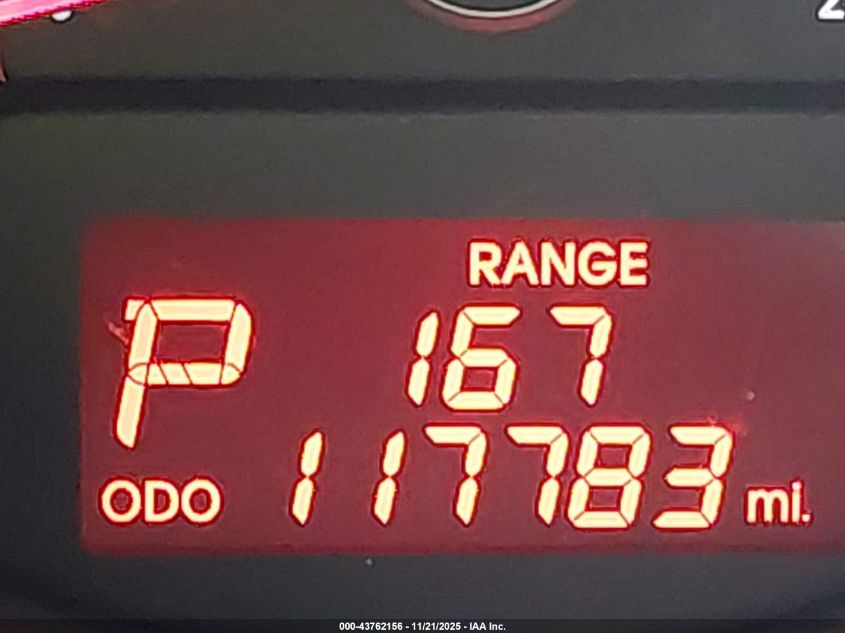 RANGE
P 167
ODO 117783 mi.
000-43762156 - 11/21/2025 - IAA Inc.